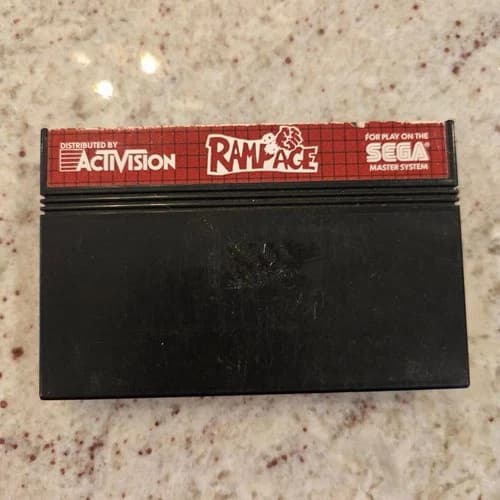 DISTRIBUTED BY
ACTIVISION
RAMPAGE
FOR PLAY ON THE
SEGA®
MASTER SYSTEM